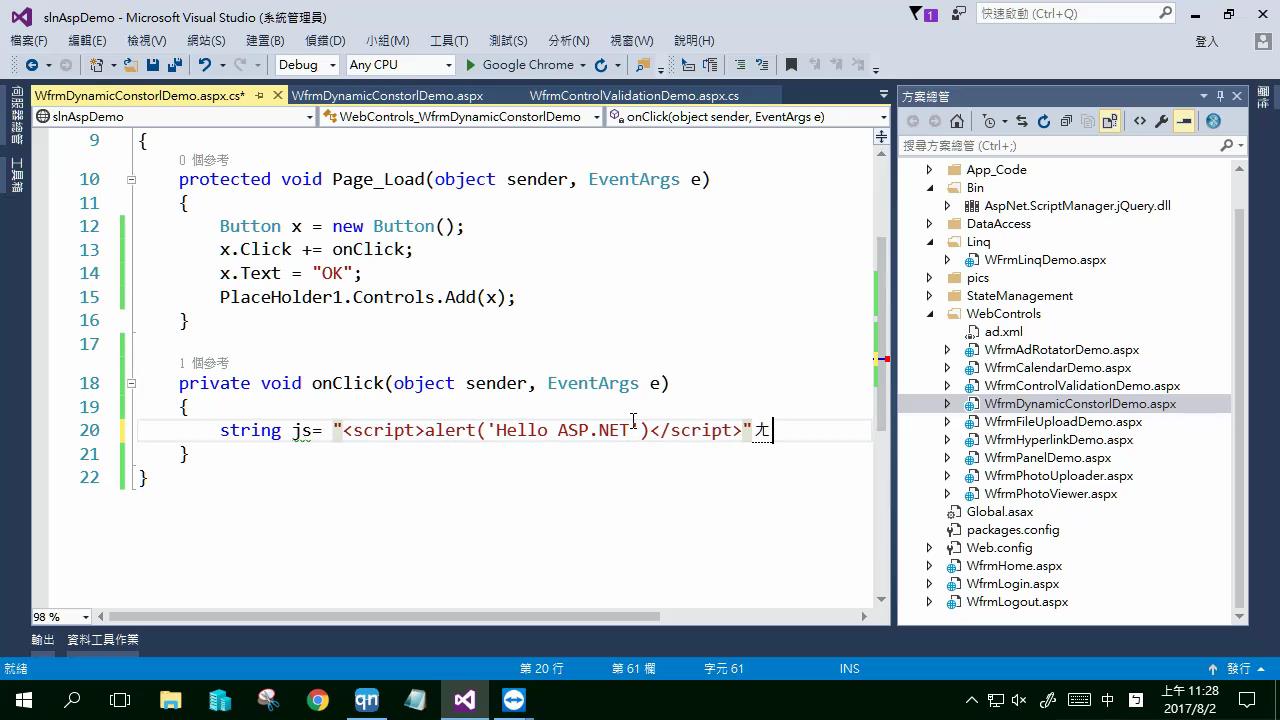 slnAspDemo - Microsoft Visual Studio (系統管理員)
1
快速啟動 (Ctrl+Q)
檔案(F) 編輯(E) 檢視(V) 網站(S) 建置(B) 偵錯(D) 小組(M) 工具(T) 測試(S) 分析(N) 視窗(W) 說明(H)
登入
Debug Any CPU Google Chrome
伺服器總管
工具箱
WfrmDynamicConstorlDemo.aspx.cs* WfrmDynamicConstorlDemo.aspx WfrmControlValidationDemo.aspx.cs
slnAspDemo WebControls_WfrmDynamicConstorlDemo onClick(object sender, EventArgs e)
9 {
0 個參考
10 protected void Page_Load(object sender, EventArgs e)
11 {
12 Button x = new Button();
13 x.Click += onClick;
14 x.Text = "OK";
15 PlaceHolder1.Controls.Add(x);
16 }
17
1 個參考
18 private void onClick(object sender, EventArgs e)
19 {
20 string js= "<script>alert('Hello ASP.NET')</script>"ㄤ
21 }
22 }
98 %
方案總管
搜尋方案總管 (Ctrl+;)
App_Code
Bin
AspNet.ScriptManager.jQuery.dll
DataAccess
Linq
WFrmLinqDemo.aspx
pics
StateManagement
WebControls
ad.xml
WfrmAdRotatorDemo.aspx
WfrmCalendarDemo.aspx
WfrmControlValidationDemo.aspx
WfrmDynamicConstorlDemo.aspx
WfrmFileUploadDemo.aspx
WfrmHyperlinkDemo.aspx
WfrmPanelDemo.aspx
WfrmPhotoUploader.aspx
WfrmPhotoViewer.aspx
Global.asax
packages.config
Web.config
WfrmHome.aspx
WfrmLogin.aspx
WfrmLogout.aspx
輸出 資料工具作業
就緒 第 20 行 第 61 欄 字元 61 INS 發行
qn
中 ㄅ
上午 11:28
2017/8/2